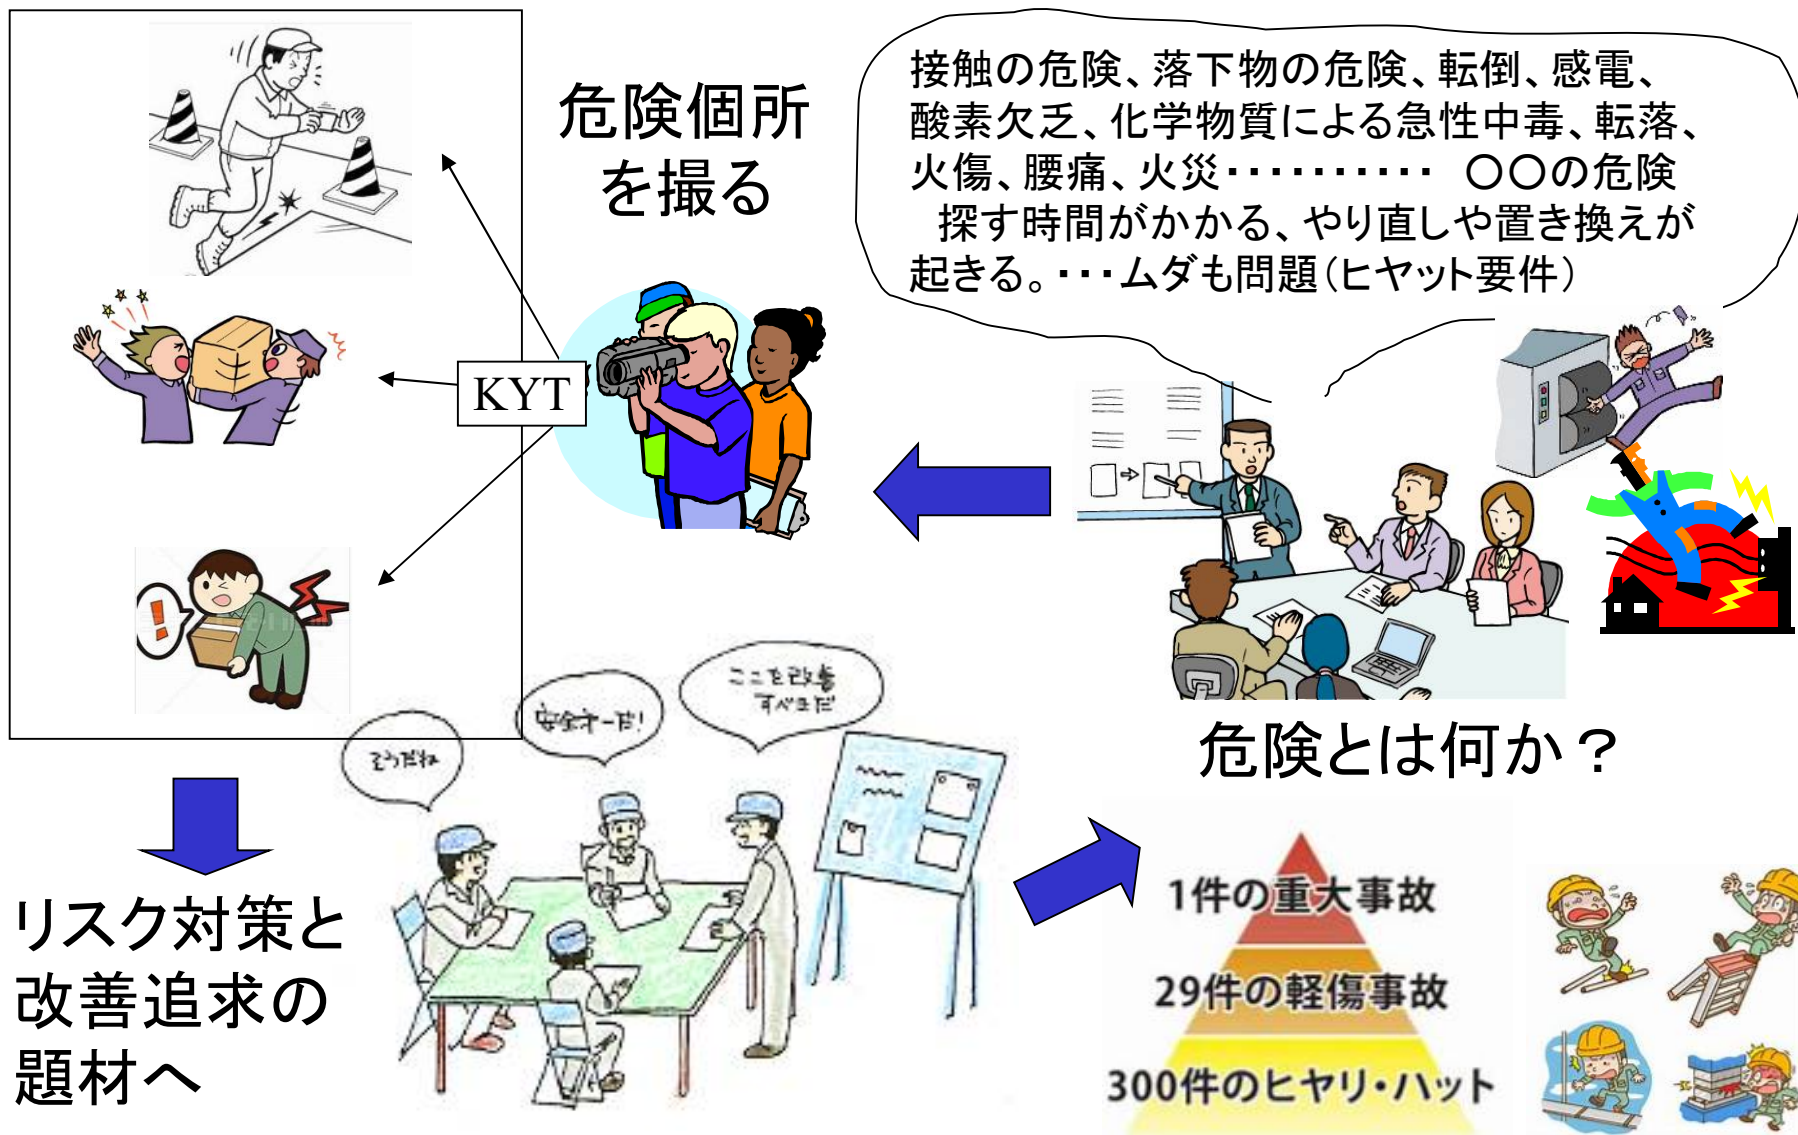 危険個所
を撮る
接触の危険、落下物の危険、転倒、感電、
酸素欠乏、化学物質による急性中毒、転落、
火傷、腰痛、火災・・・・・・・・・・ 〇〇の危険
探す時間がかかる、やり直しや置き換えが
起きる。・・・ムダも問題(ヒヤット要件)
KYT
!
危険とは何か?
そうだね
安全オーだ!
ここを改善
すべきだ
リスク対策と
改善追求の
題材へ
1件の重大事故
29件の軽傷事故
300件のヒヤリ・ハット